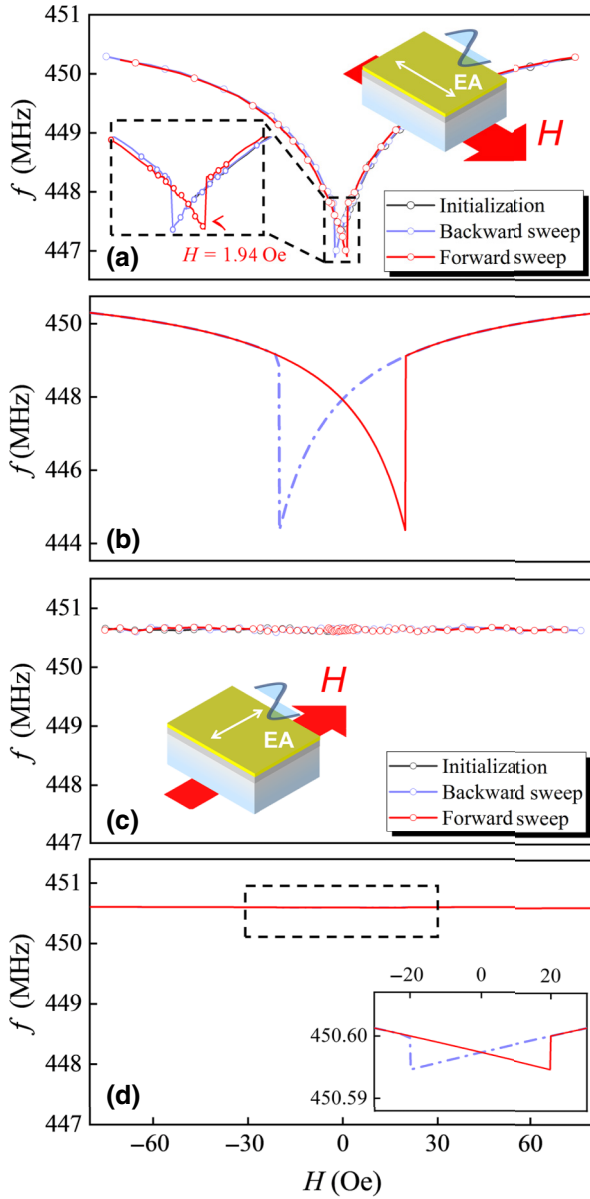 451
450
449
448
447
f (MHz)
EA
H
H = 1.94 Oe
Initialization
Backward sweep
Forward sweep
(a)
450
448
446
444
f (MHz)
(b)
451
450
449
448
447
f (MHz)
H
EA
Initialization
Backward sweep
Forward sweep
(c)
451
450
449
448
447
f (MHz)
−20 0 20
450.60
450.59
(d)
−60 −30 0 30 60
H (Oe)